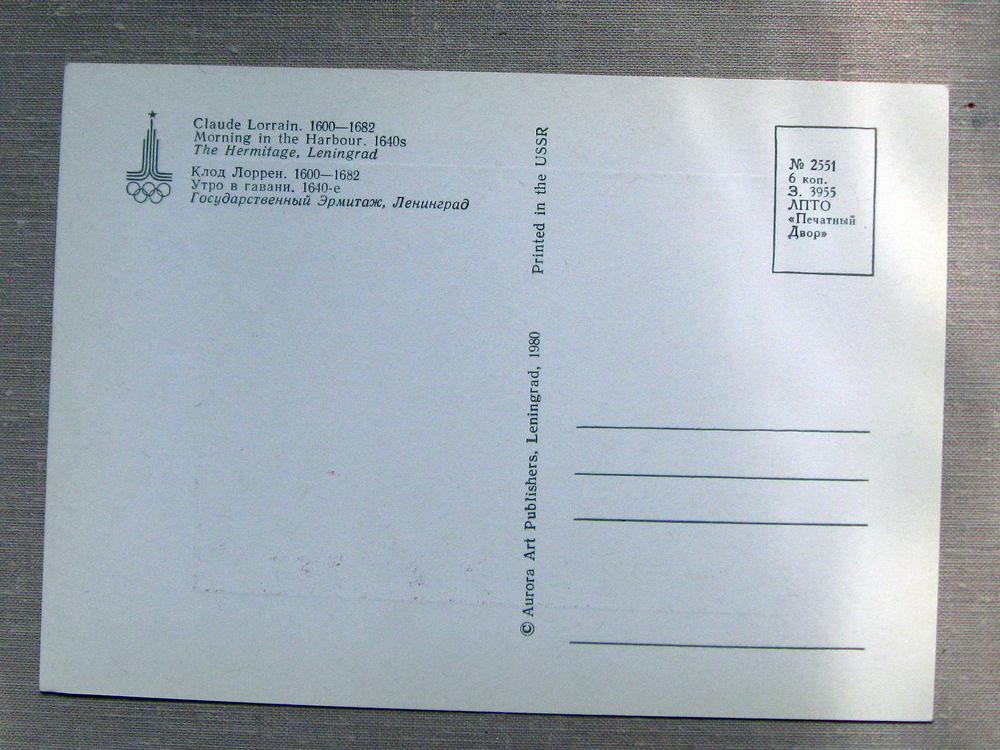 Claude Lorrain. 1600—1682
Morning in the Harbour. 1640s
The Hermitage, Leningrad
Клод Лоррен. 1600—1682
Утро в гавани. 1640-е
Государственный Эрмитаж, Ленинград
© Aurora Art Publishers, Leningrad, 1980
Printed in the USSR
№ 2551
6 коп.
З. 3955
ЛПТО
«Печатный
Двор»